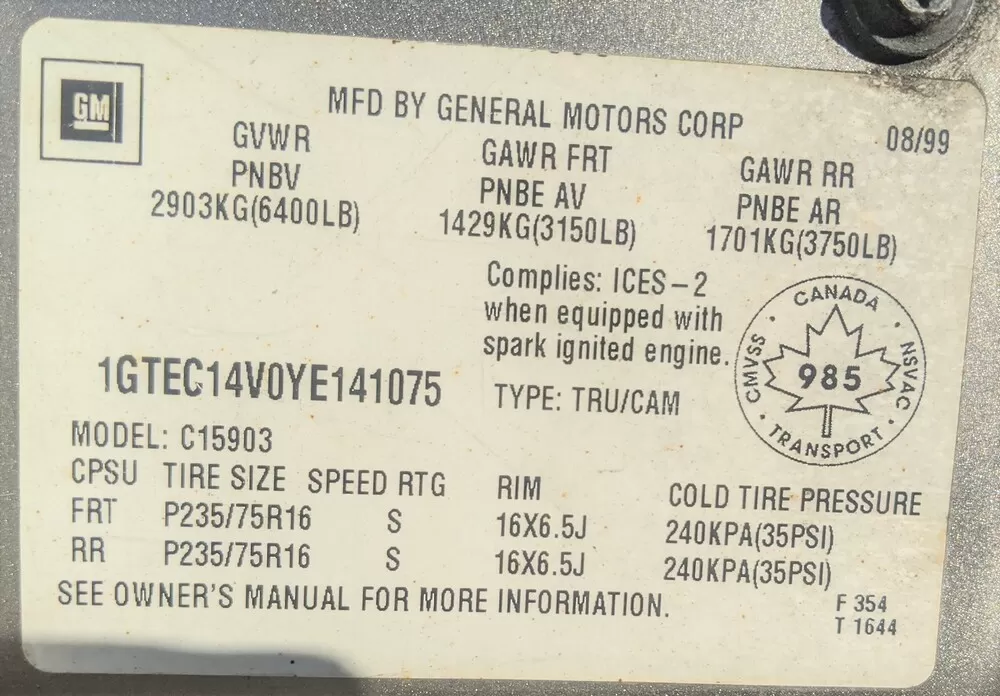 GM
MFD BY GENERAL MOTORS CORP 08/99
GVWR GAWR FRT GAWR RR
PNBV PNBE AV PNBE AR
2903KG(6400LB) 1429KG(3150LB) 1701KG(3750LB)
Complies: ICES-2
when equipped with
spark ignited engine.
CANADA
CMVSS 985 NSVAC
TRANSPORT
1GTEC14V0YE141075 TYPE: TRU/CAM
MODEL: C15903
CPSU TIRE SIZE SPEED RTG RIM COLD TIRE PRESSURE
FRT P235/75R16 S 16X6.5J 240KPA(35PSI)
RR P235/75R16 S 16X6.5J 240KPA(35PSI)
SEE OWNER'S MANUAL FOR MORE INFORMATION.
F 354
T 1644